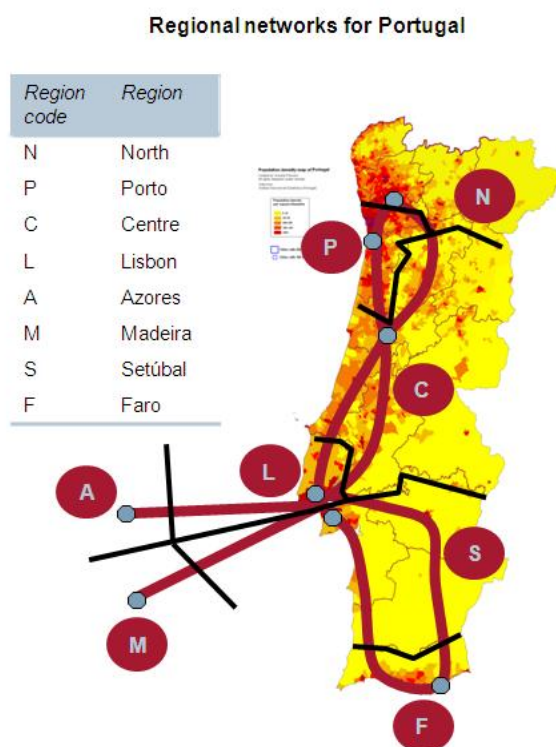 Regional networks for Portugal
Region code Region
N North
P Porto
C Centre
L Lisbon
A Azores
M Madeira
S Setúbal
F Faro
Population density map of Portugal
N
P
C
L
A
S
M
F